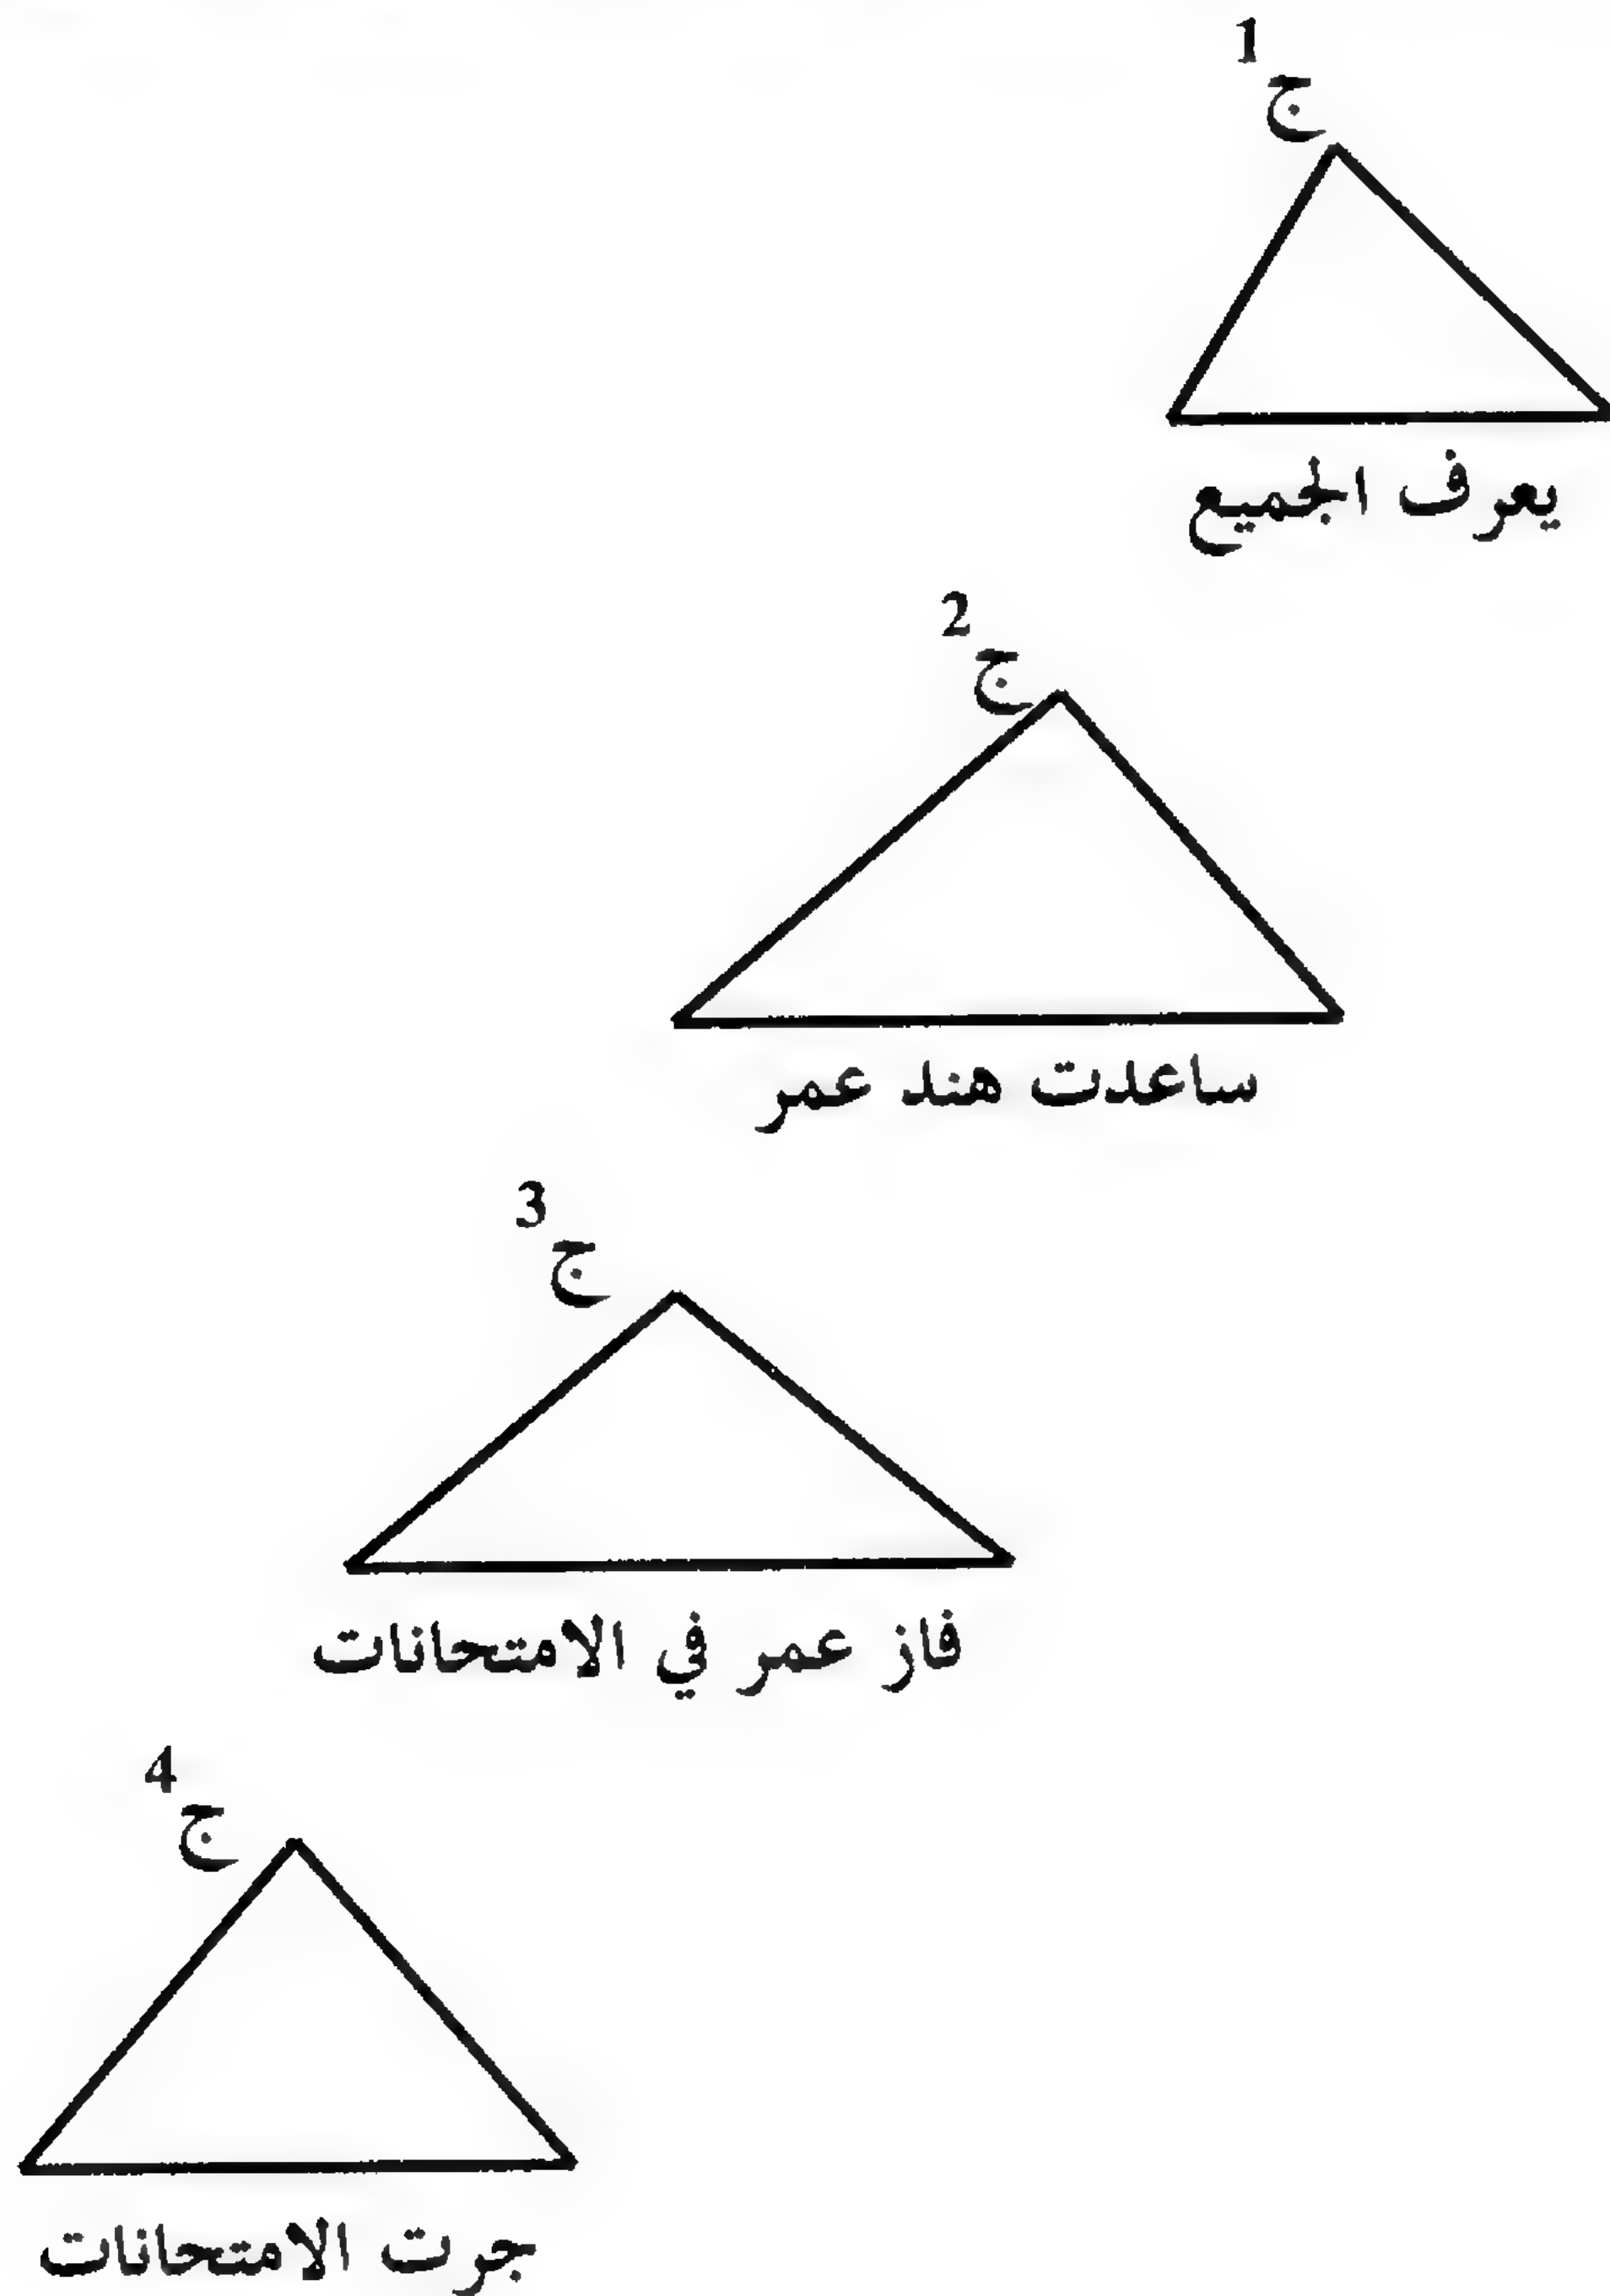 ج1
يعرف الجميع
ج2
ساعدت هند عمر
ج3
فاز عمر في الامتحانات
ج4
جرت الامتحانات